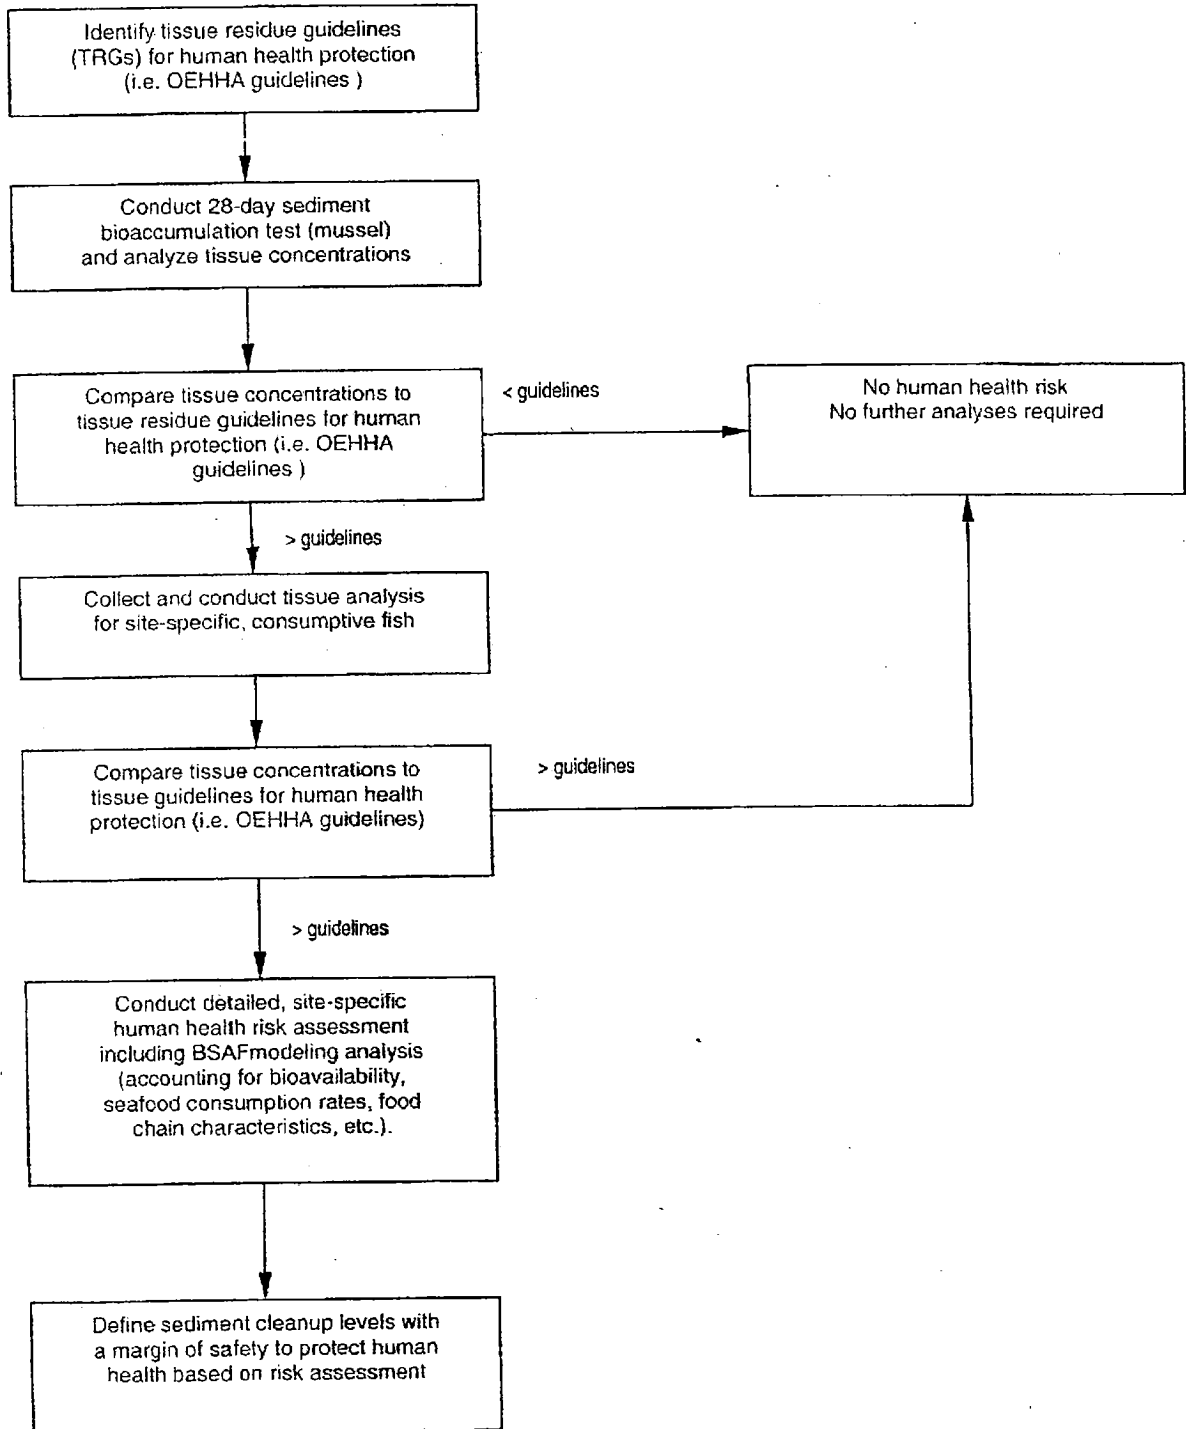 Identify tissue residue guidelines
(TRGs) for human health protection
(i.e. OEHHA guidelines )
Conduct 28-day sediment
bioaccumulation test (mussel)
and analyze tissue concentrations
Compare tissue concentrations to
tissue residue guidelines for human
health protection (i.e. OEHHA
guidelines )
< guidelines
No human health risk
No further analyses required
> guidelines
Collect and conduct tissue analysis
for site-specific, consumptive fish
Compare tissue concentrations to
tissue guidelines for human health
protection (i.e. OEHHA guidelines)
> guidelines
> guidelines
Conduct detailed, site-specific
human health risk assessment
including BSAFmodeling analysis
(accounting for bioavailability,
seafood consumption rates, food
chain characteristics, etc.).
Define sediment cleanup levels with
a margin of safety to protect human
health based on risk assessment